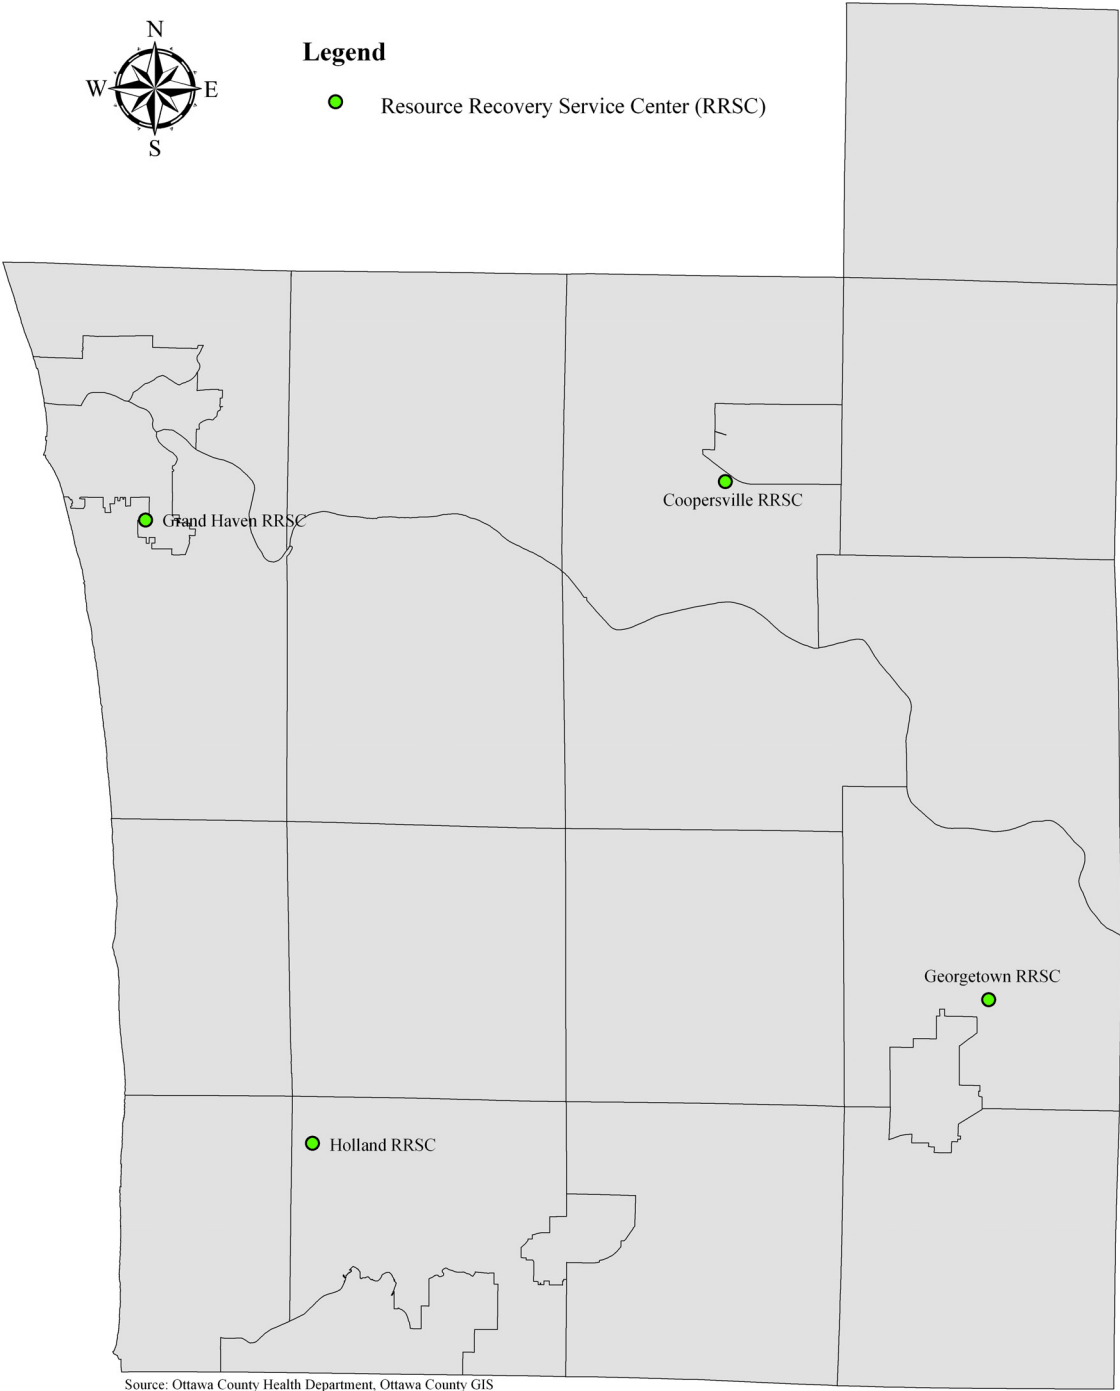 N
Legend
W
E
Resource Recovery Service Center (RRSC)
S
Coopersville RRSC
Grand Haven RRSC
Georgetown RRSC
Holland RRSC
Source: Ottawa County Health Department, Ottawa County GIS